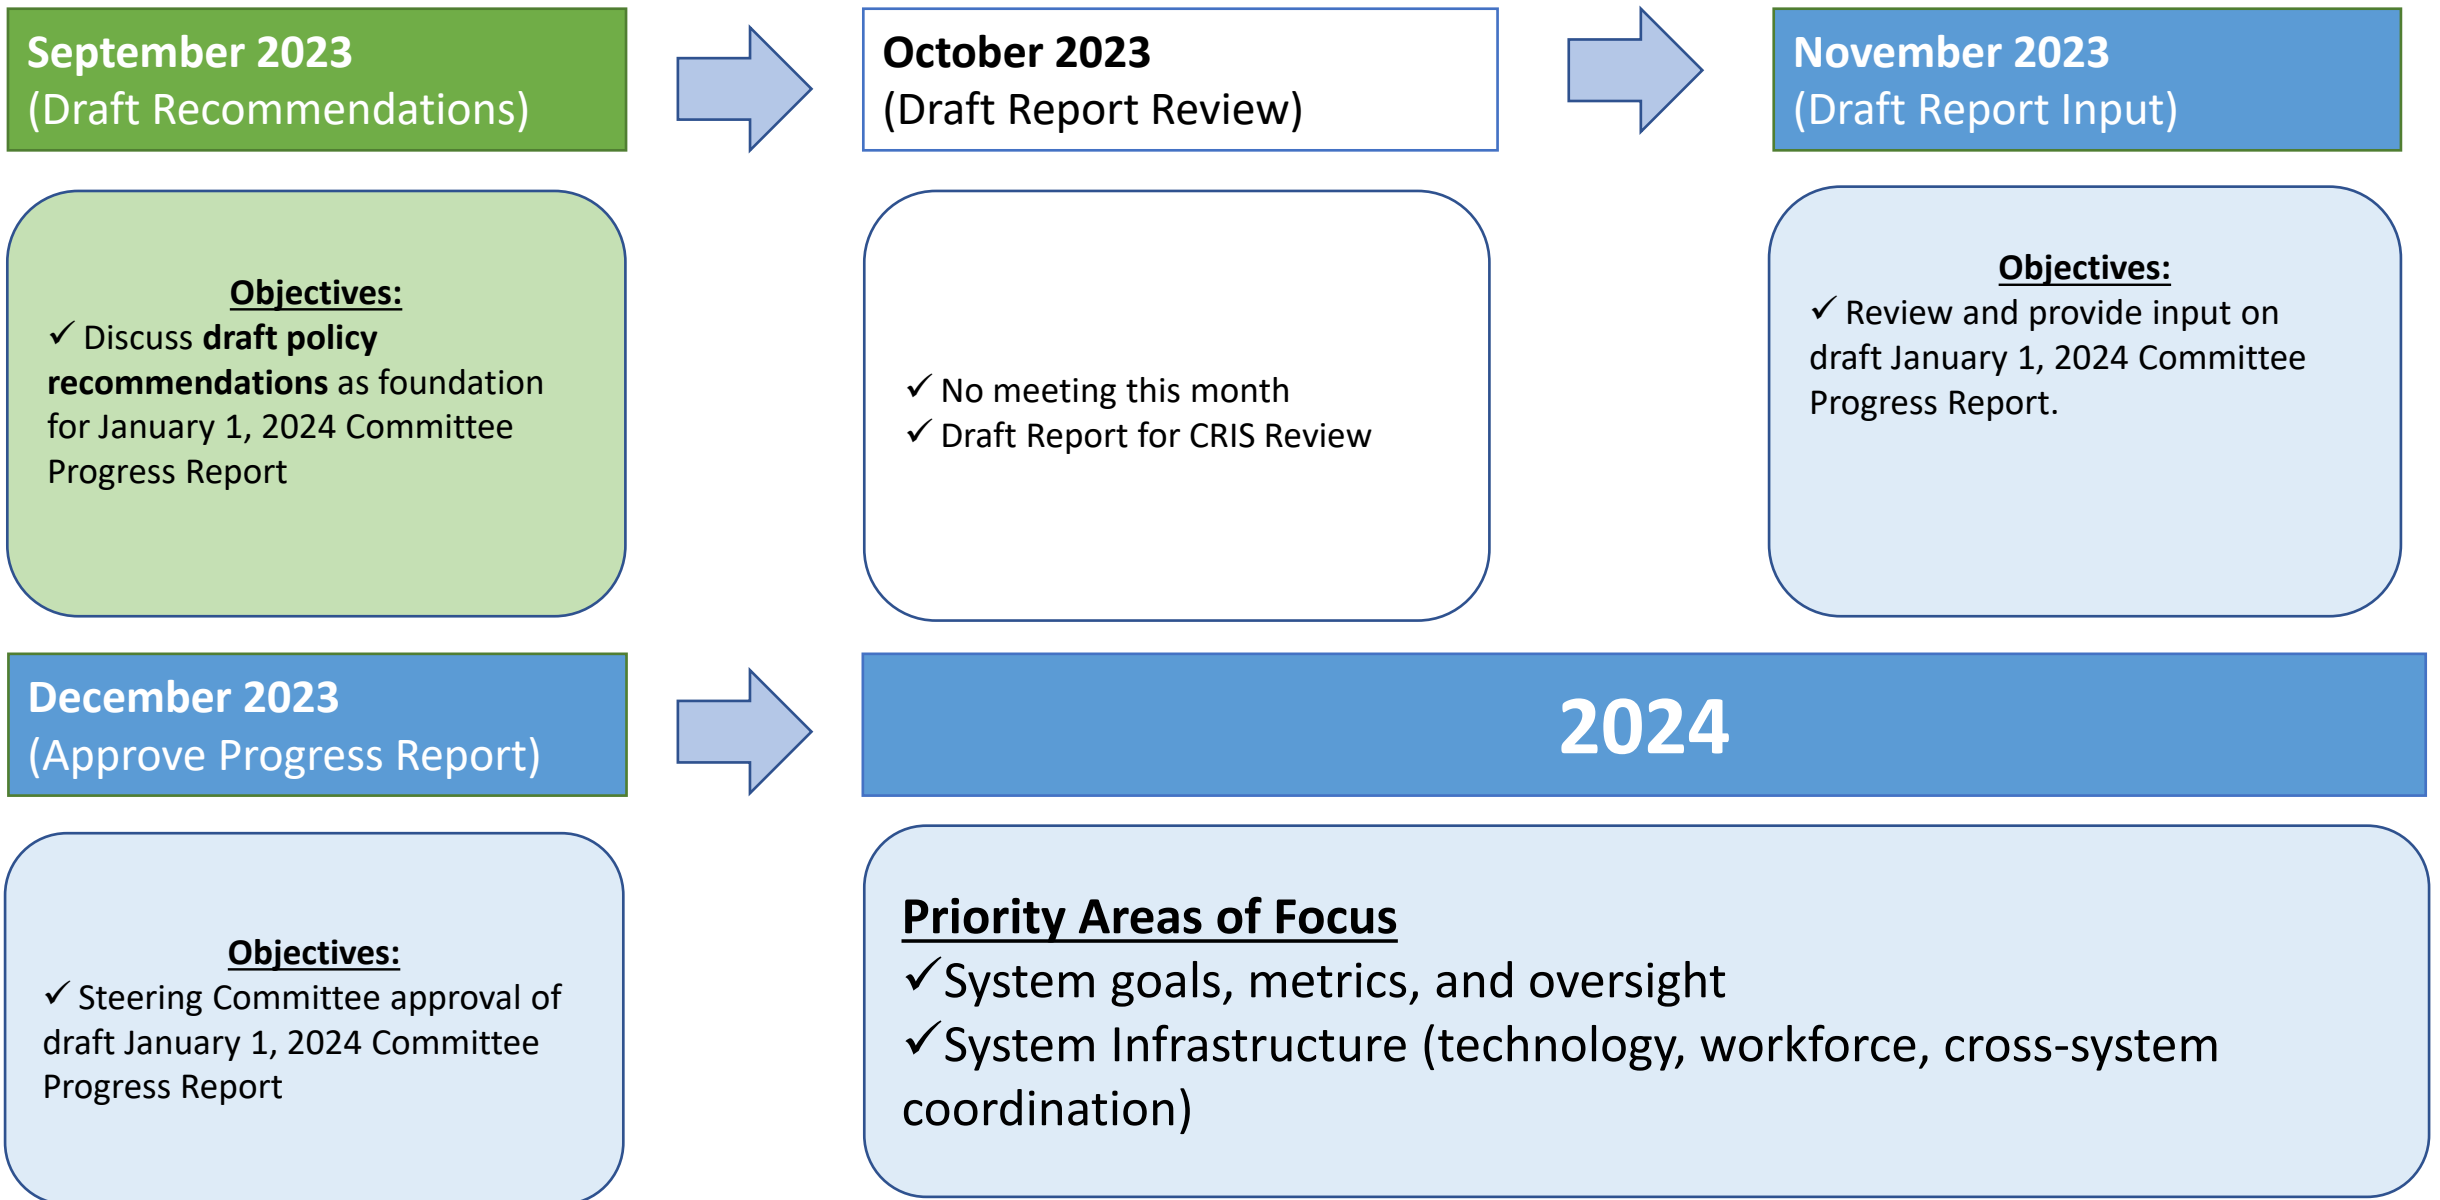 September 2023
(Draft Recommendations)
October 2023
(Draft Report Review)
November 2023
(Draft Report Input)
Objectives:
✓ Discuss draft policy
recommendations as foundation
for January 1, 2024 Committee
Progress Report
✓ No meeting this month
✓ Draft Report for CRIS Review
Objectives:
✓ Review and provide input on
draft January 1, 2024 Committee
Progress Report.
December 2023
(Approve Progress Report)
2024
Objectives:
✓ Steering Committee approval of
draft January 1, 2024 Committee
Progress Report
Priority Areas of Focus
✓System goals, metrics, and oversight
✓System Infrastructure (technology, workforce, cross-system
coordination)